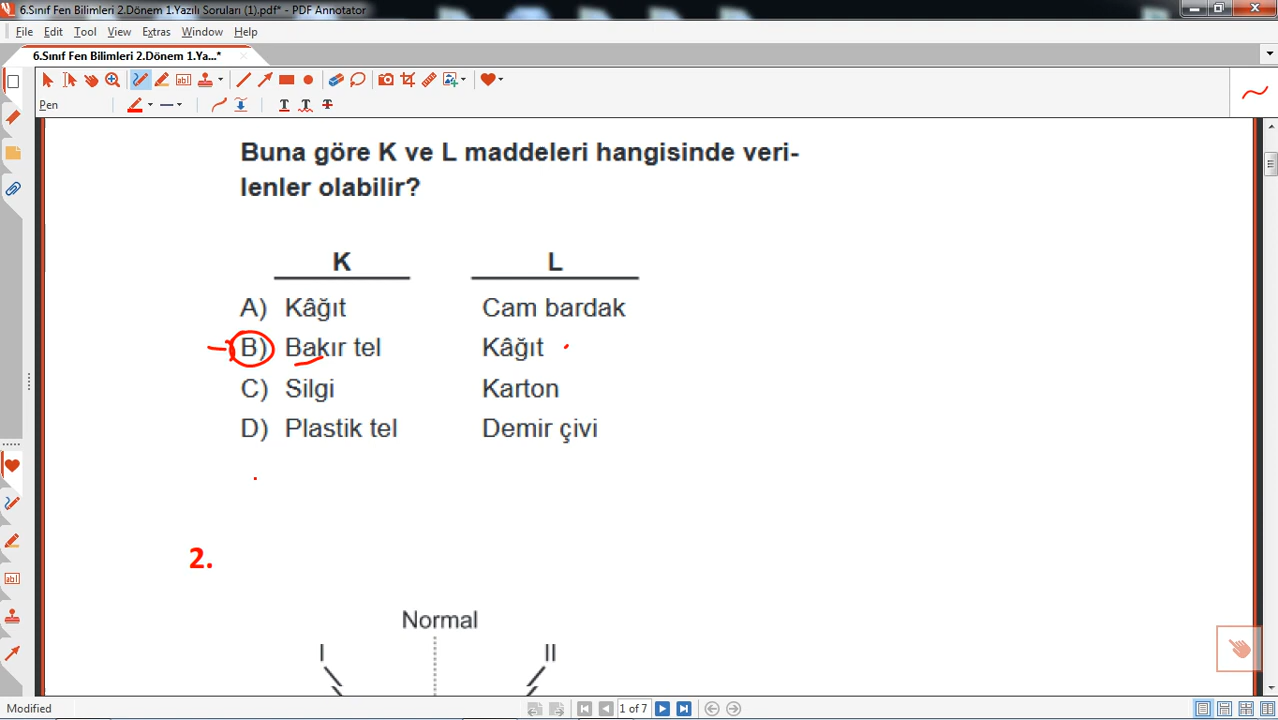 6.Sınıf Fen Bilimleri 2.Dönem 1.Yazılı Soruları (1).pdf* - PDF Annotator
File Edit Tool View Extras Window Help
6.Sınıf Fen Bilimleri 2.Dönem 1.Ya...*
Pen
Buna göre K ve L maddeleri hangisinde veri-
lenler olabilir?
K L
A) Kâğıt Cam bardak
B) Bakır tel Kâğıt
C) Silgi Karton
D) Plastik tel Demir çivi
2.
Normal
I II
Modified 1 of 7